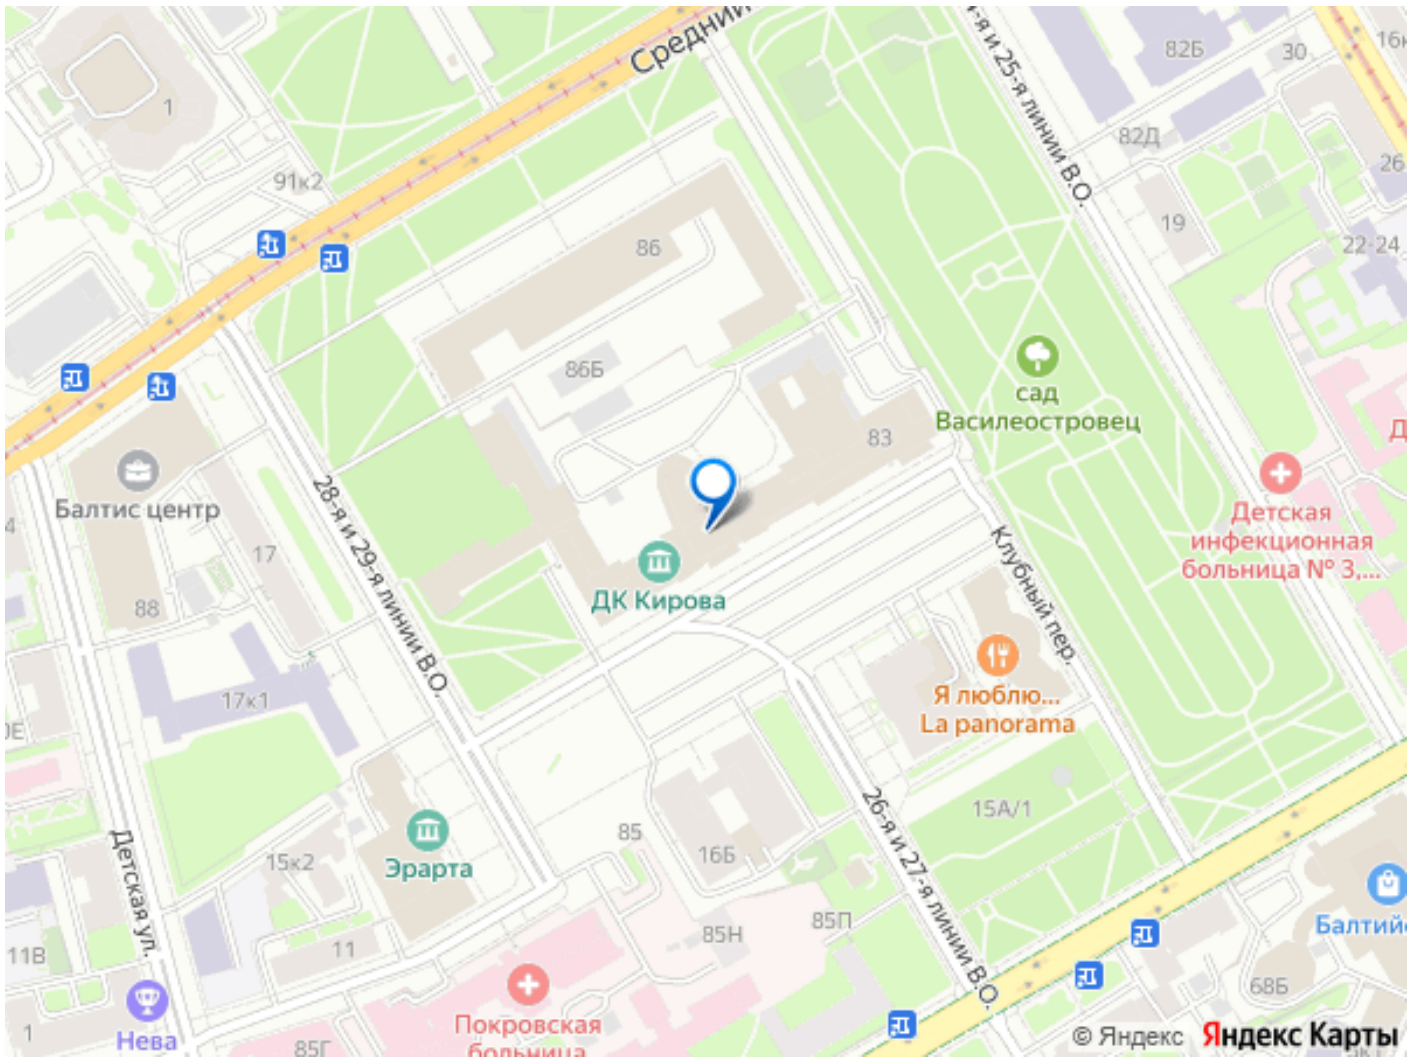 Средний
1
91к2
82Б
30
16к
82Д
26
19
22-24
-я и 25-я линии В.О.
86
86Б
83
сад
Василеостровец
Балтис центр
17
88
28-я и 29-я линии В.О.
ДК Кирова
Детская
инфекционная
больница № 3,...
Клубный пер.
Я люблю...
La panorama
17к1
15А/1
85
16Б
26-я и 27-я линии В.О.
Эрарта
15к2
Детская ул.
11В
11
85Н
85П
Балтий
68Б
Нева
1
85Г
Покровская
больница
© Яндекс Яндекс Карты